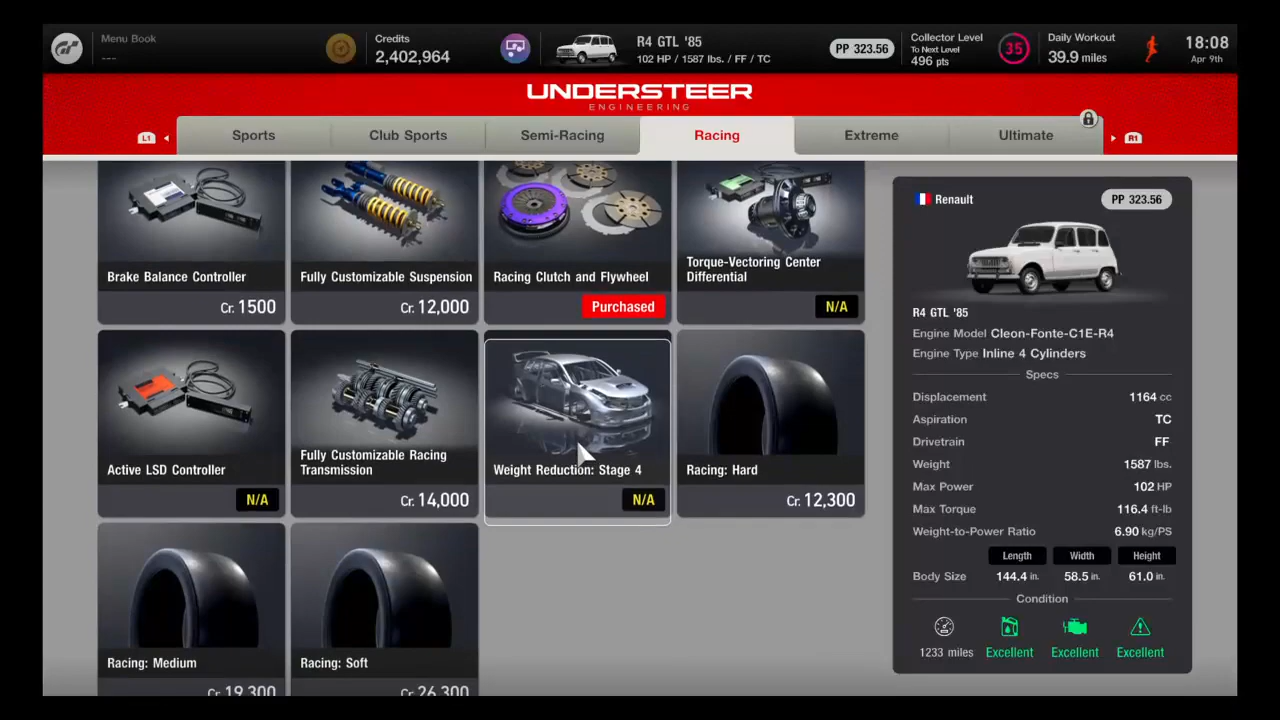 Menu Book
---
Credits
2,402,964
R4 GTL '85
102 HP / 1587 lbs. / FF / TC
PP 323.56
Collector Level
To Next Level
496 pts
35
Daily Workout
39.9 miles
18:08
Apr 9th
UNDERSTEER
ENGINEERING
L1
Sports
Club Sports
Semi-Racing
Racing
Extreme
Ultimate
R1
Brake Balance Controller
Cr. 1500
Fully Customizable Suspension
Cr. 12,000
Racing Clutch and Flywheel
Purchased
Torque-Vectoring Center
Differential
N/A
Active LSD Controller
N/A
Fully Customizable Racing
Transmission
Cr. 14,000
Weight Reduction: Stage 4
N/A
Racing: Hard
Cr. 12,300
Racing: Medium
Cr. 19,300
Racing: Soft
Cr. 26,300
Renault
PP 323.56
R4 GTL '85
Engine Model Cleon-Fonte-C1E-R4
Engine Type Inline 4 Cylinders
Specs
Displacement 1164 cc
Aspiration TC
Drivetrain FF
Weight 1587 lbs.
Max Power 102 HP
Max Torque 116.4 ft-lb
Weight-to-Power Ratio 6.90 kg/PS
Length Width Height
Body Size 144.4 in. 58.5 in. 61.0 in.
Condition
1233 miles Excellent Excellent Excellent